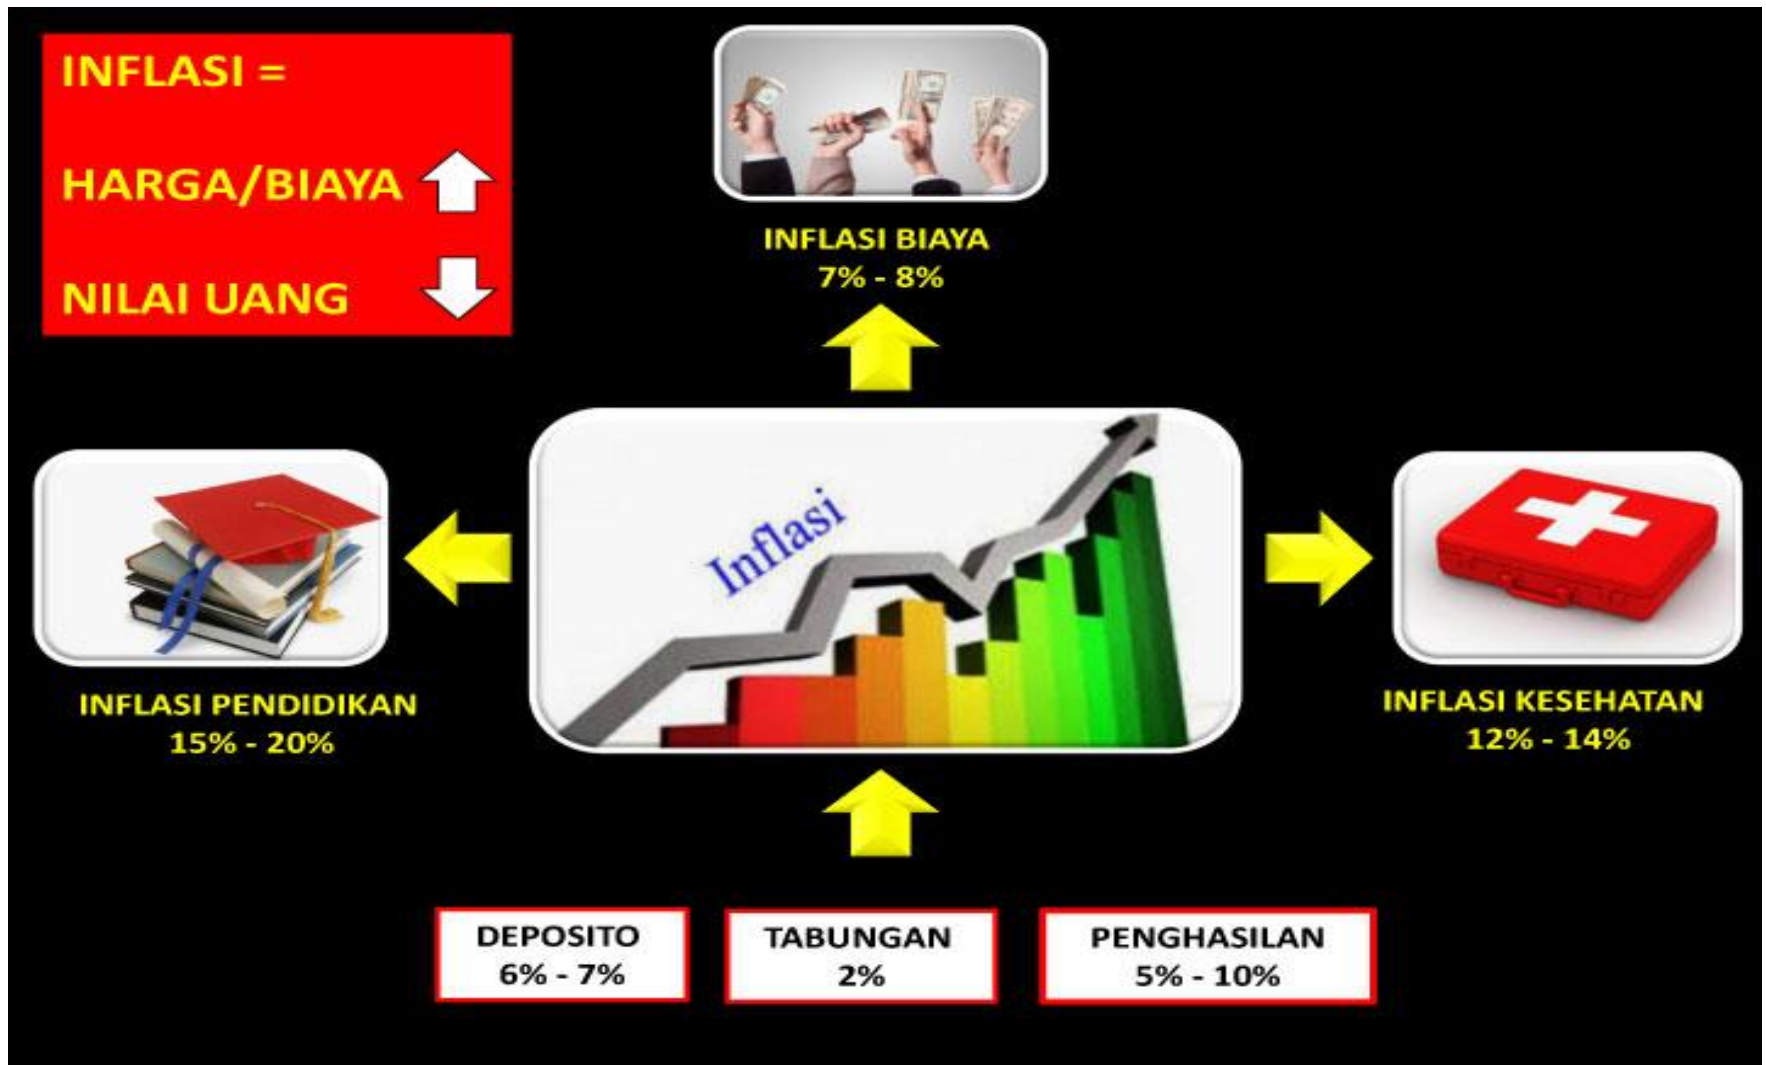 INFLASI =
HARGA/BIAYA
NILAI UANG
INFLASI BIAYA
7% - 8%
Inflasi
INFLASI PENDIDIKAN
15% - 20%
INFLASI KESEHATAN
12% - 14%
DEPOSITO
6% - 7%
TABUNGAN
2%
PENGHASILAN
5% - 10%